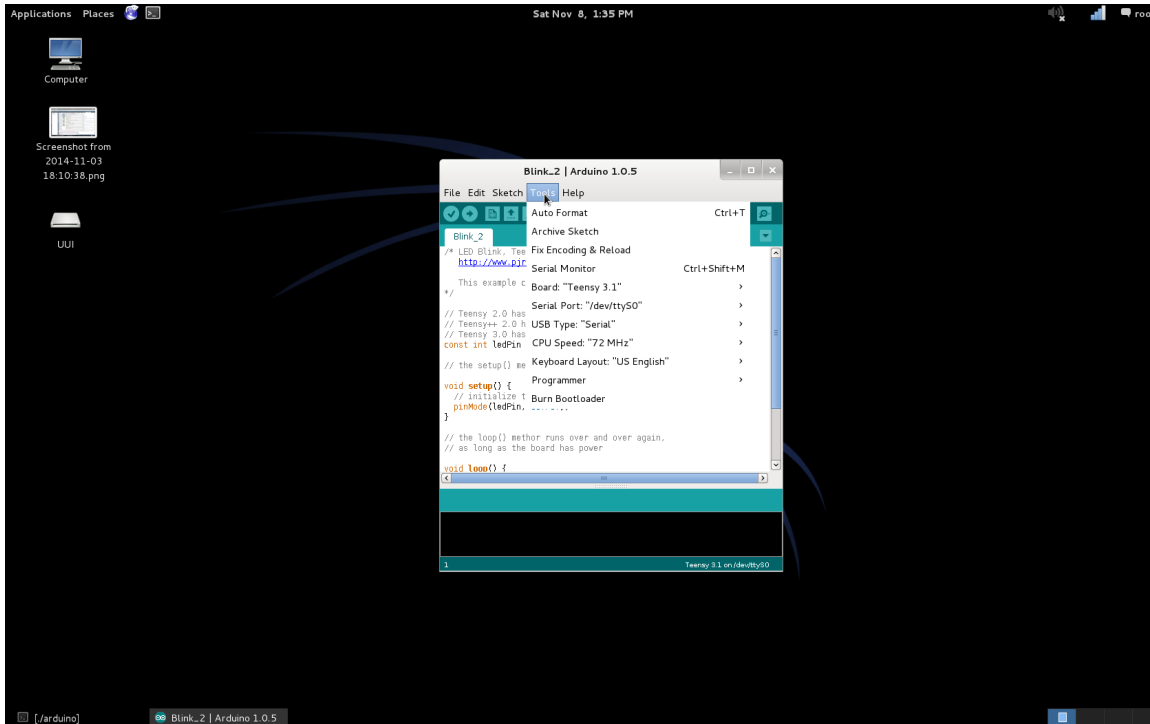 Applications Places Sat Nov 8, 1:35 PM roo
Computer
Screenshot from
2014-11-03
18:10:38.png
UUI
Blink_2 | Arduino 1.0.5
File Edit Sketch Tools Help
Auto Format Ctrl+T
Archive Sketch
Fix Encoding & Reload
Serial Monitor Ctrl+Shift+M
Board: "Teensy 3.1"
Serial Port: "/dev/ttyS0"
USB Type: "Serial"
CPU Speed: "72 MHz"
Keyboard Layout: "US English"
Programmer
Burn Bootloader
Blink_2
/* LED Blink, Tee
http://www.pjr
This example c
*/
// Teensy 2.0 has
// Teensy++ 2.0 h
// Teensy 3.0 has
const int ledPin
// the setup() me
void setup() {
// initialize t
pinMode(ledPin,
}
// the loop() methor runs over and over again,
// as long as the board has power
void loop() {
1 Teensy 3.1 on /dev/ttyS0
[./arduino] Blink_2 | Arduino 1.0.5